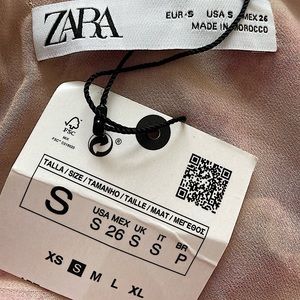 ZARA
EUR-S USA S MEX 26
MADE IN MOROCCO
FSC
®
TALLA / SIZE / TAMANHO / TAILLE / MAAT / ΜΕΓΕΘΟΣ
S
USA MEX UK IT BR
S 26 S S P
XS S M L XL